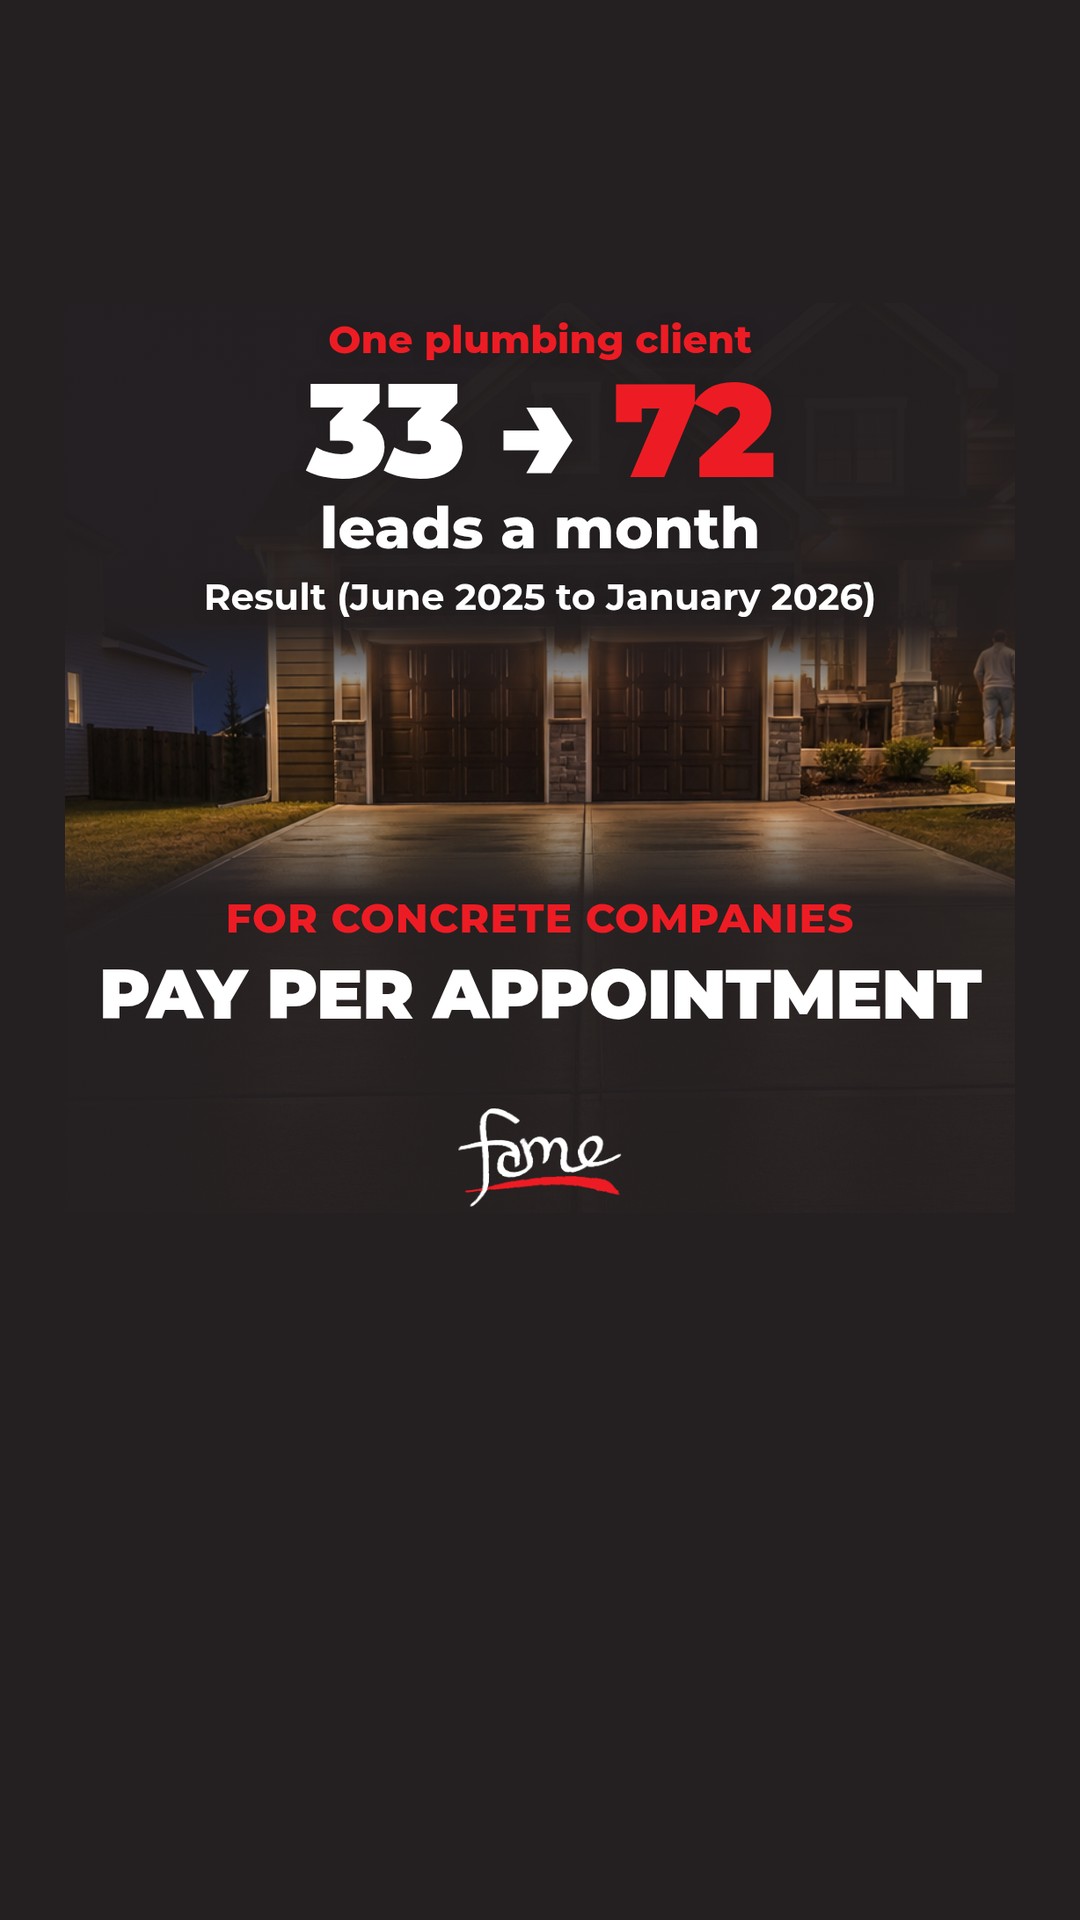 One plumbing client
33 → 72
leads a month
Result (June 2025 to January 2026)
FOR CONCRETE COMPANIES
PAY PER APPOINTMENT
fame